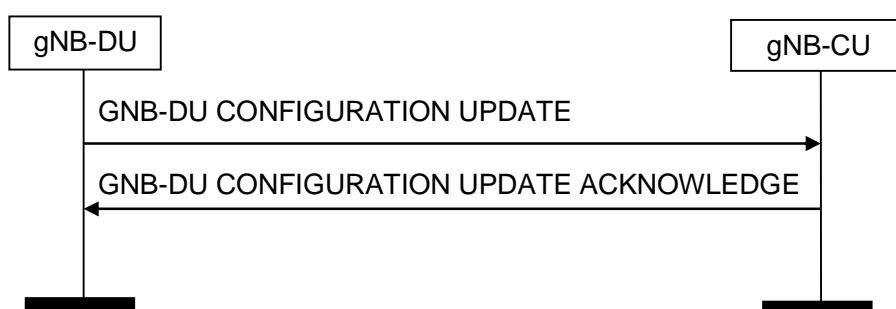 gNB-DU
gNB-CU
GNB-DU CONFIGURATION UPDATE
GNB-DU CONFIGURATION UPDATE ACKNOWLEDGE